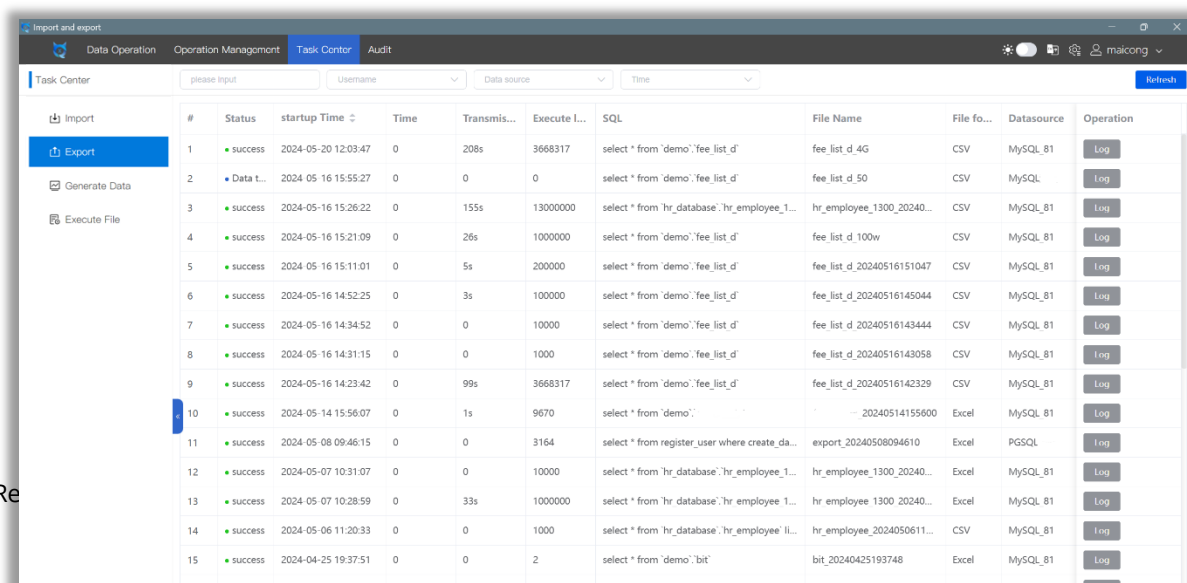 Import and export
Data Operation Operation Management Task Center Audit maicong
Task Center please input Username Data source Time Refresh
Import
Export
Generate Data
Execute File
# Status startup Time Time Transmis... Execute l... SQL File Name File fo... Datasource Operation
1 success 2024-05-20 12:03:47 0 208s 3668317 select * from `demo`.`fee_list_d` fee_list_d_4G CSV MySQL_81 Log
2 Data t... 2024-05-16 15:55:27 0 0 0 select * from `demo`.`fee_list_d` fee_list_d_50 CSV MySQL Log
3 success 2024-05-16 15:26:22 0 155s 13000000 select * from `hr_database`.`hr_employee_1... hr_employee_1300_20240... CSV MySQL_81 Log
4 success 2024-05-16 15:21:09 0 26s 1000000 select * from `demo`.`fee_list_d` fee_list_d_100w CSV MySQL_81 Log
5 success 2024-05-16 15:11:01 0 5s 200000 select * from `demo`.`fee_list_d` fee_list_d_20240516151047 CSV MySQL_81 Log
6 success 2024-05-16 14:52:25 0 3s 100000 select * from `demo`.`fee_list_d` fee_list_d_20240516145044 CSV MySQL_81 Log
7 success 2024-05-16 14:34:52 0 0 10000 select * from `demo`.`fee_list_d` fee_list_d_20240516143444 CSV MySQL_81 Log
8 success 2024-05-16 14:31:15 0 0 1000 select * from `demo`.`fee_list_d` fee_list_d_20240516143058 CSV MySQL_81 Log
9 success 2024-05-16 14:23:42 0 99s 3668317 select * from `demo`.`fee_list_d` fee_list_d_20240516142329 CSV MySQL_81 Log
10 success 2024-05-14 15:56:07 0 1s 9670 select * from `demo`.` _20240514155600 Excel MySQL_81 Log
11 success 2024-05-08 09:46:15 0 0 3164 select * from register_user where create_da... export_20240508094610 Excel PGSQL Log
12 success 2024-05-07 10:31:07 0 0 10000 select * from `hr_database`.`hr_employee_1... hr_employee_1300_20240... Excel MySQL_81 Log
13 success 2024-05-07 10:28:59 0 33s 1000000 select * from `hr_database`.`hr_employee_1... hr_employee_1300_20240... Excel MySQL_81 Log
14 success 2024-05-06 11:20:33 0 0 1000 select * from `hr_database`.`hr_employee` li... hr_employee_2024050611... CSV MySQL_81 Log
15 success 2024-04-25 19:37:51 0 0 2 select * from `demo`.`bit` bit_20240425193748 Excel MySQL_81 Log
Re